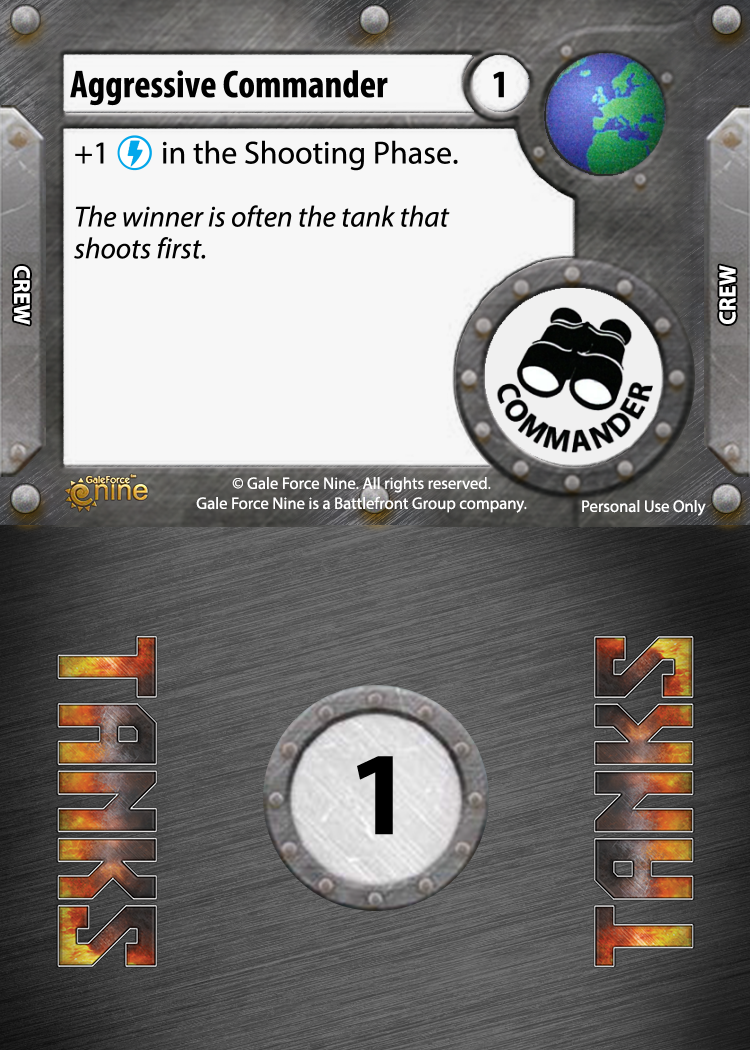 Aggressive Commander
1
+1 in the Shooting Phase.
The winner is often the tank that
shoots first.
CREW
CREW
COMMANDER
GaleForce™
nine
© Gale Force Nine. All rights reserved.
Gale Force Nine is a Battlefront Group company.
Personal Use Only
TANKS
1
TANKS